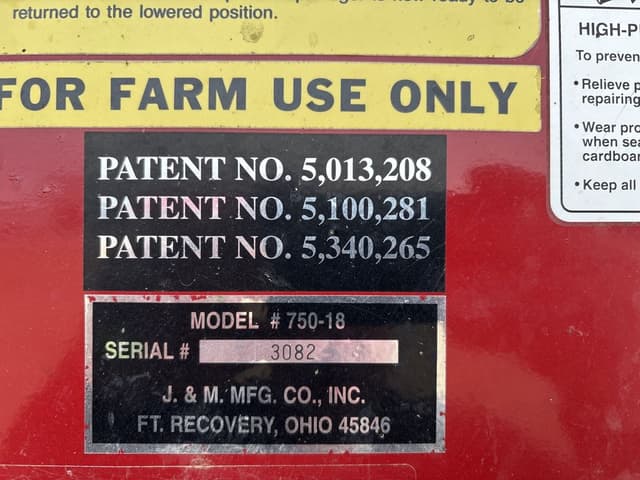 returned to the lowered position.
FOR FARM USE ONLY
PATENT NO. 5,013,208
PATENT NO. 5,100,281
PATENT NO. 5,340,265
MODEL # 750-18
SERIAL # 3082
J. & M. MFG. CO., INC.
FT. RECOVERY, OHIO 45846
To preven
• Relieve p
repairing
• Wear pro
when sea
cardboar
• Keep all